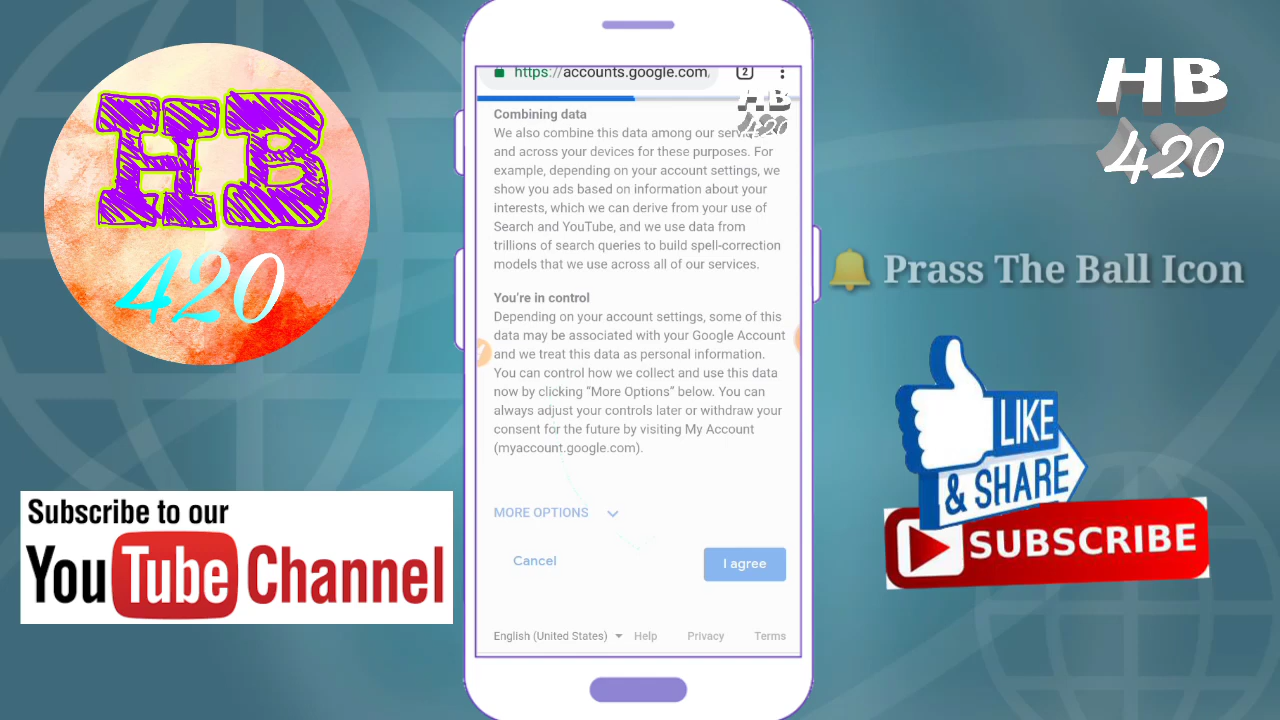 HB
420
Subscribe to our
YouTube Channel
https://accounts.google.com,
2
HB
420
Combining data
We also combine this data among our
and across your devices for these purposes. For
example, depending on your account settings, we
show you ads based on information about your
interests, which we can derive from your use of
Search and YouTube, and we use data from
trillions of search queries to build spell-correction
models that we use across all of our services.
You're in control
Depending on your account settings, some of this
data may be associated with your Google Account
and we treat this data as personal information.
You can control how we collect and use this data
now by clicking “More Options” below. You can
always adjust your controls later or withdraw your
consent for the future by visiting My Account
(myaccount.google.com).
MORE OPTIONS
Cancel
I agree
English (United States)
Help
Privacy
Terms
HB
420
Prass The Ball Icon
LIKE
& SHARE
SUBSCRIBE